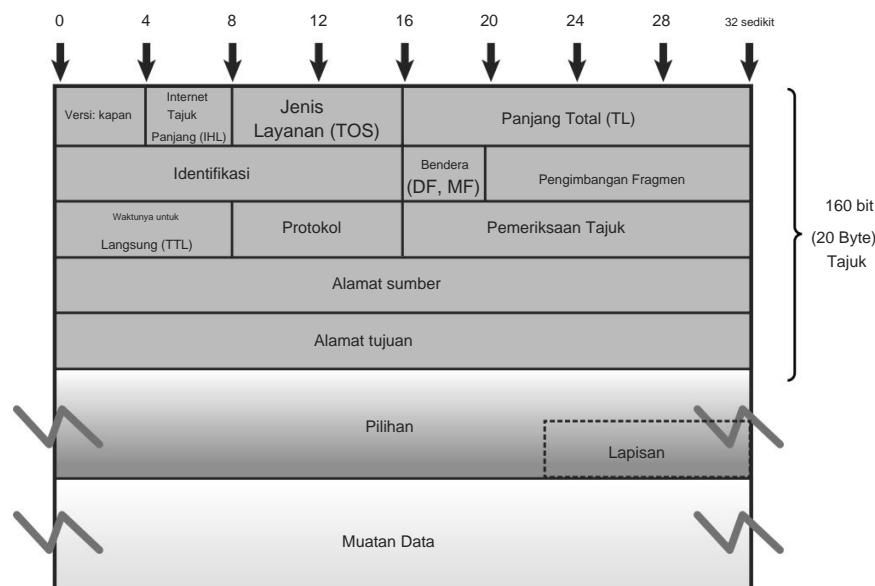 0 4 8 12 16 20 24 28 32 sedikit
Versi: kapan
Internet
Tajuk
Panjang (IHL)
Jenis
Layanan (TOS)
Panjang Total (TL)
Identifikasi
Bendera
(DF, MF)
Pengimbangan Fragmen
Waktunya untuk
Langsung (TTL)
Protokol
Pemeriksaan Tajuk
160 bit
(20 Byte)
Tajuk
Alamat sumber
Alamat tujuan
Pilihan
Lapisan
Muatan Data